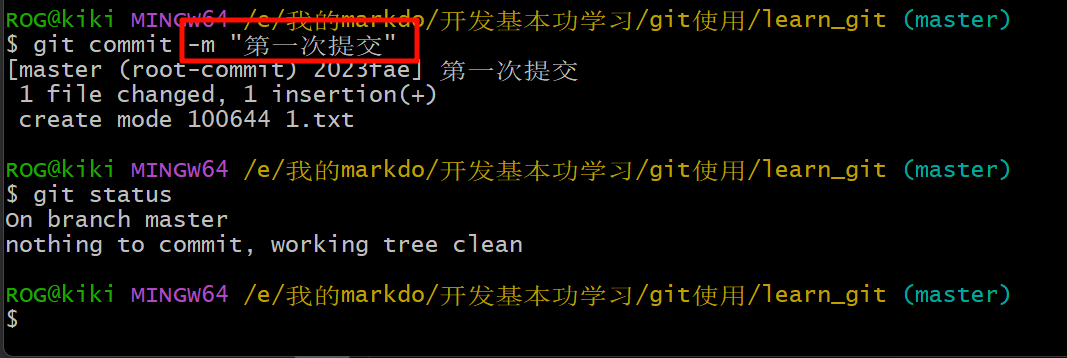 ROG@kiki MINGW64 /e/我的markdo/开发基本功学习/git使用/learn_git (master)
$ git commit -m "第一次提交"
[master (root-commit) 2023fae] 第一次提交
 1 file changed, 1 insertion(+)
 create mode 100644 1.txt
ROG@kiki MINGW64 /e/我的markdo/开发基本功学习/git使用/learn_git (master)
$ git status
On branch master
nothing to commit, working tree clean
ROG@kiki MINGW64 /e/我的markdo/开发基本功学习/git使用/learn_git (master)
$